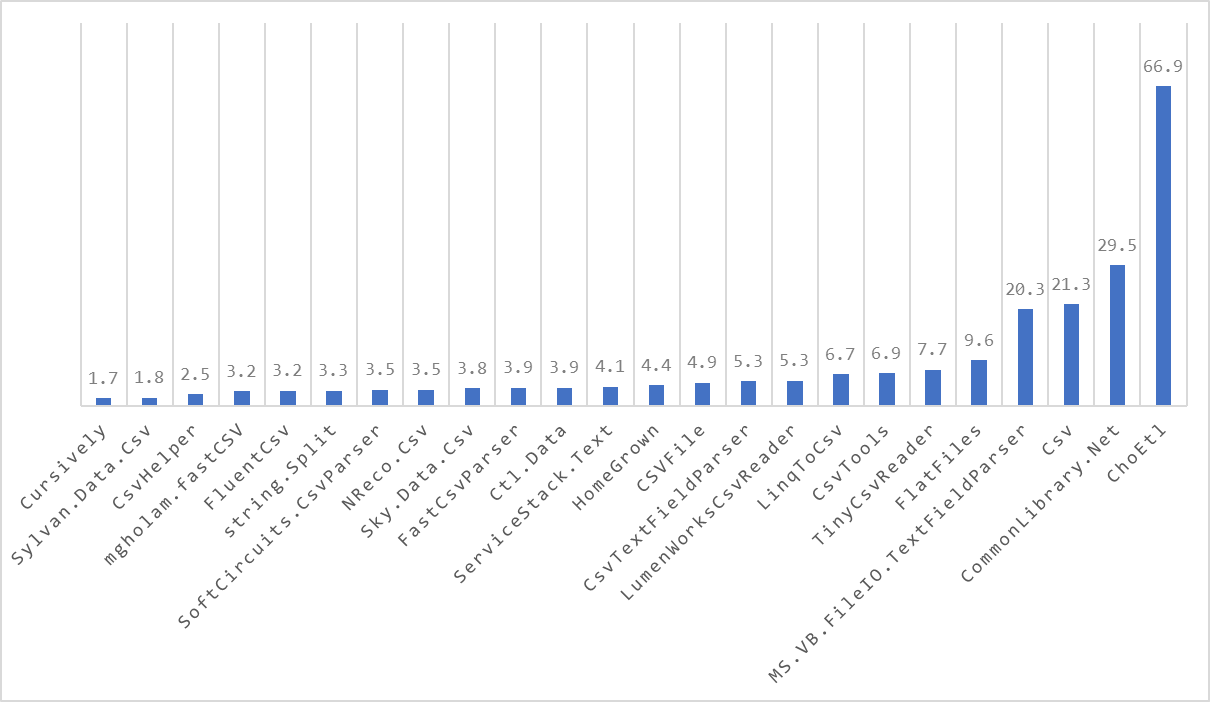 1.7
1.8
2.5
3.2
3.2
3.3
3.5
3.5
3.8
3.9
3.9
4.1
4.4
4.9
5.3
5.3
6.7
6.9
7.7
9.6
20.3
21.3
29.5
66.9
Cursively
Sylvan.Data.Csv
CsvHelper
mgholam.fastCSV
FluentCsv
string.Split
SoftCircuits.CsvParser
NReco.Csv
Sky.Data.Csv
FastCsvParser
Ctl.Data
ServiceStack.Text
HomeGrown
CSVFile
CsvTextFieldParser
LumenWorksCsvReader
LinqToCsv
CsvTools
TinyCsvReader
FlatFiles
MS.VB.FileIO.TextFieldParser
Csv
CommonLibrary.Net
ChoEtl